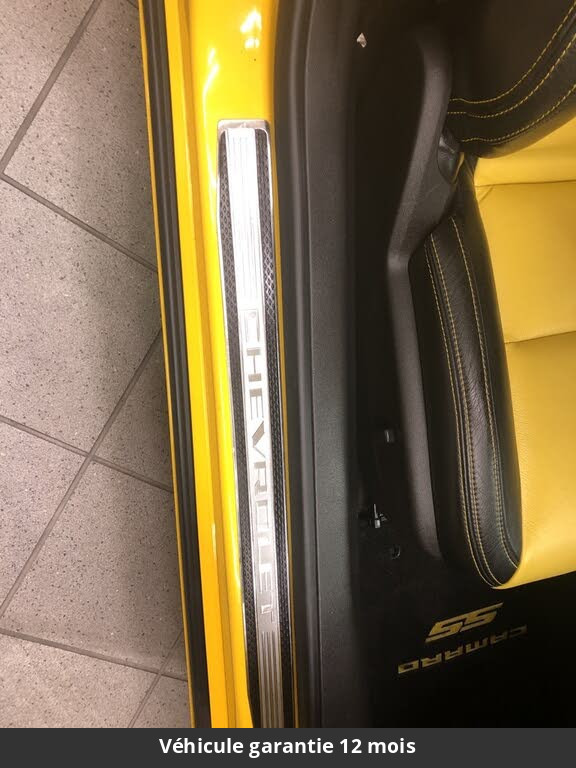 CHEVROLET
SS
CAMARO
Véhicule garantie 12 mois